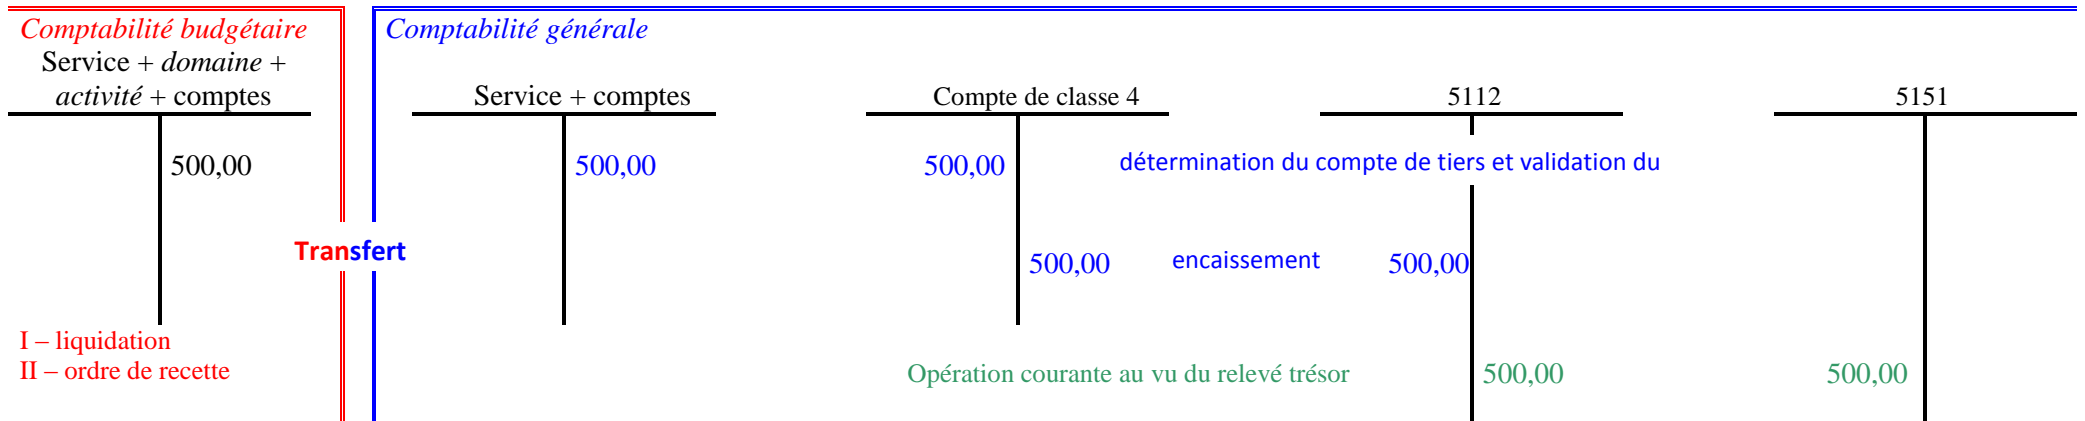 Comptabilité budgétaire
Service + domaine +
activité + comptes
500,00
I – liquidation
II – ordre de recette
Transfert
Comptabilité générale
Service + comptes
Compte de classe 4
5112
5151
500,00
500,00
détermination du compte de tiers et validation du
500,00
encaissement
500,00
Opération courante au vu du relevé trésor
500,00
500,00